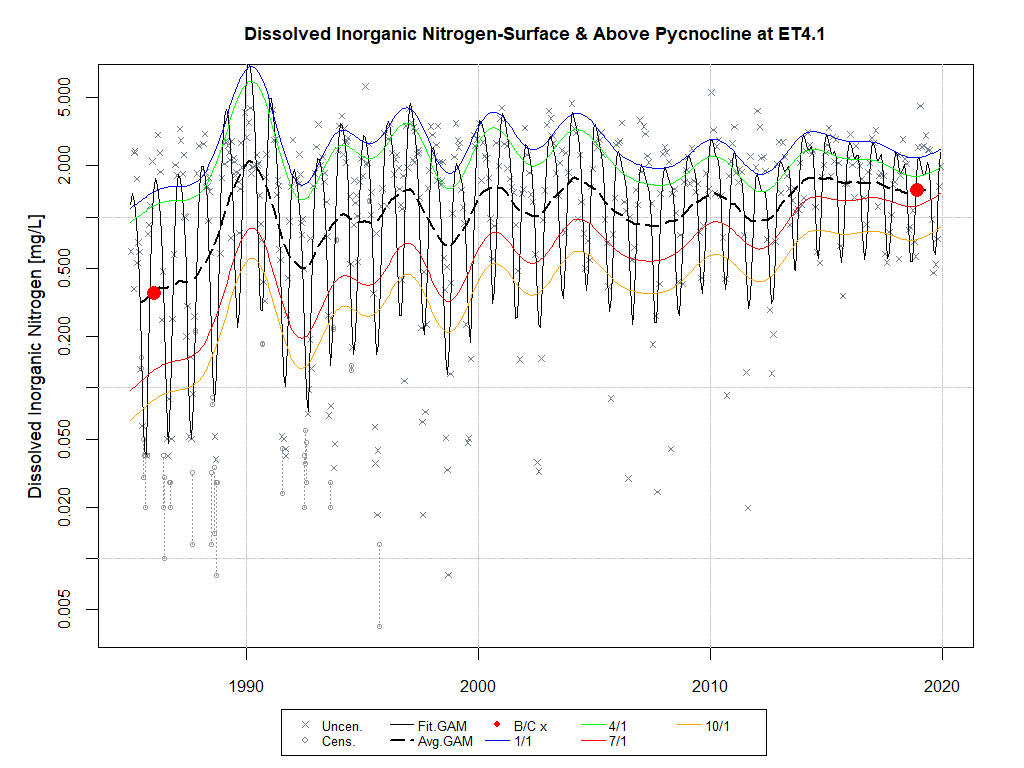 Dissolved Inorganic Nitrogen-Surface & Above Pycnocline at ET4.1
Dissolved Inorganic Nitrogen [mg/L]
5.000
2.000
0.500
0.200
0.050
0.020
0.005
1990 2000 2010 2020
Uncen. Fit.GAM B/C x 4/1 10/1
Cens. Avg.GAM 1/1 7/1